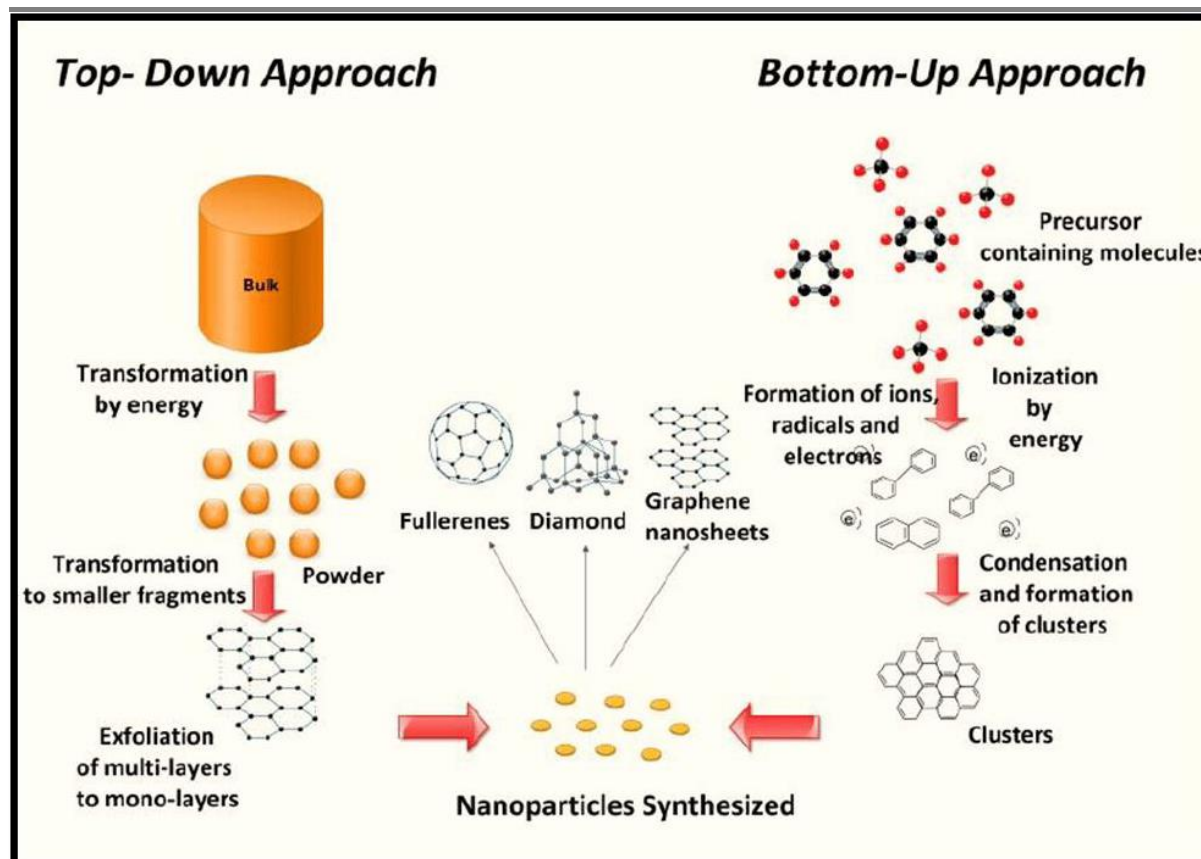 Top- Down Approach
Bulk
Transformation
by energy
Powder
Transformation
to smaller fragments
Exfoliation
of multi-layers
to mono-layers
Fullerenes
Diamond
Graphene
nanosheets
Nanoparticles Synthesized
Bottom-Up Approach
Precursor
containing molecules
Formation of ions,
radicals and
electrons
Ionization
by
energy
e
e
e
e
Condensation
and formation
of clusters
Clusters